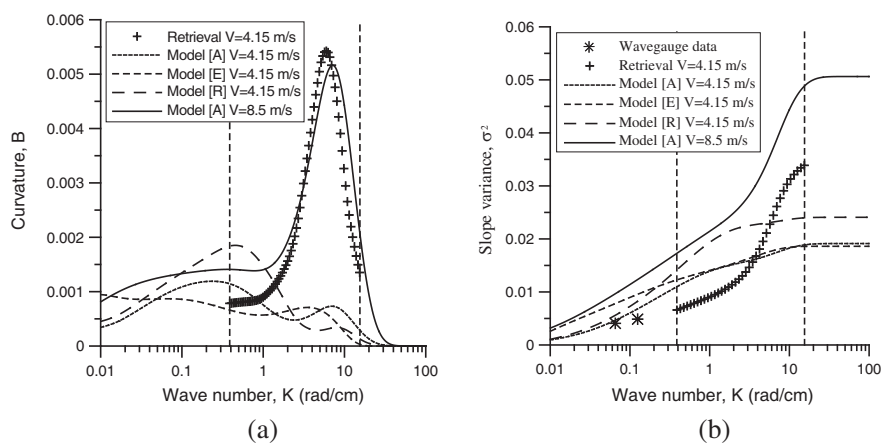 0.006
0.005
0.004
0.003
0.002
0.001
0
Curvature, B
Retrieval V=4.15 m/s
Model [A] V=4.15 m/s
Model [E] V=4.15 m/s
Model [R] V=4.15 m/s
Model [A] V=8.5 m/s
0.01 0.1 1 10 100
Wave number, K (rad/cm)
(a)
0.06
0.05
0.04
0.03
0.02
0.01
0
Slope variance, σ²
Wavegauge data
Retrieval V=4.15 m/s
Model [A] V=4.15 m/s
Model [E] V=4.15 m/s
Model [R] V=4.15 m/s
Model [A] V=8.5 m/s
0.01 0.1 1 10 100
Wave number, K (rad/cm)
(b)